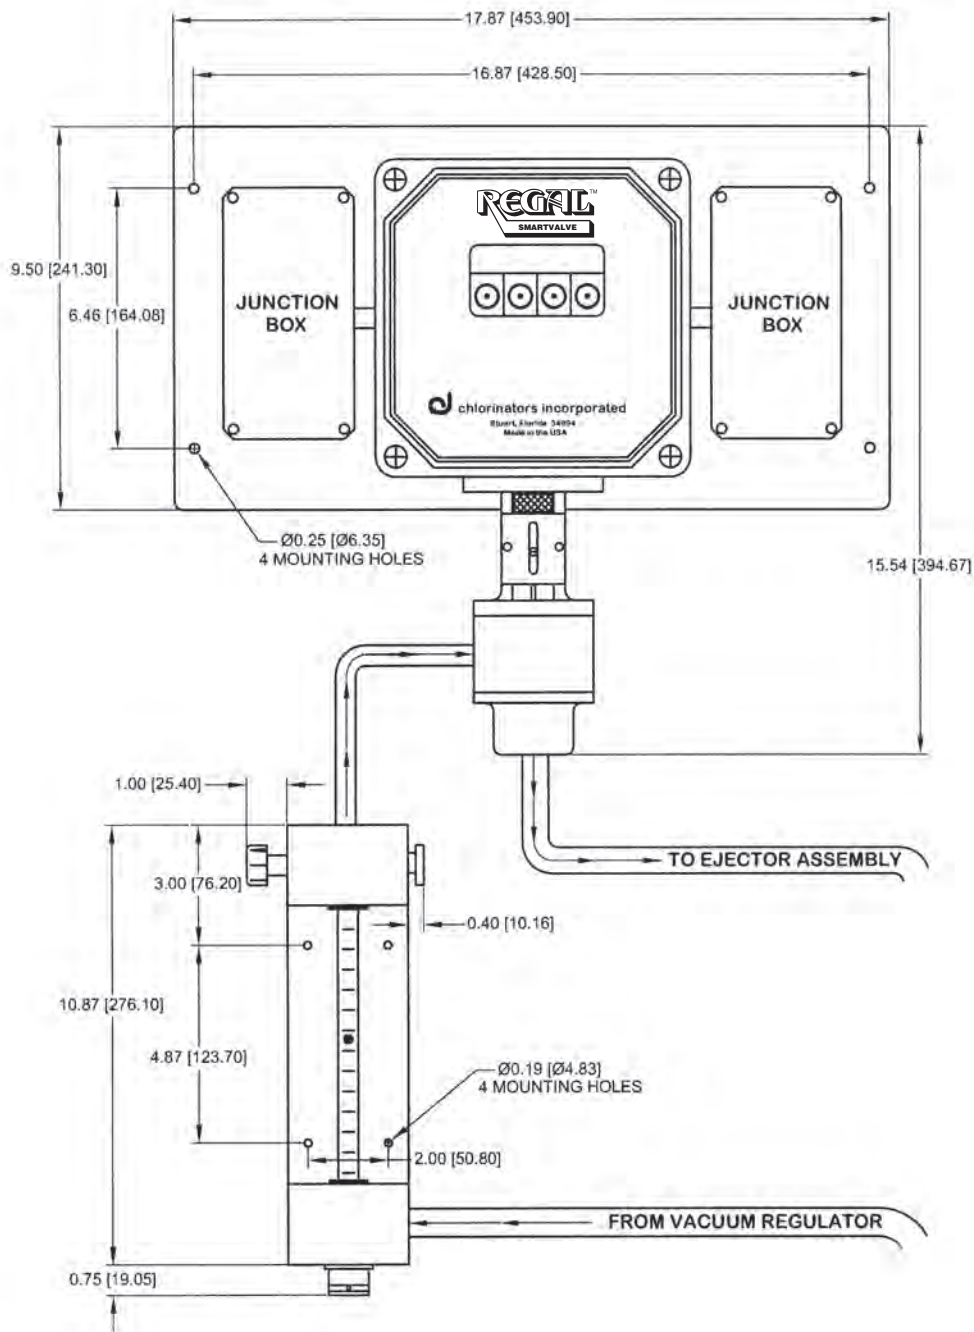 17.87 [453.90]
16.87 [428.50]
9.50 [241.30]
6.46 [164.08]
REGAL™
SMARTVALVE
JUNCTION
BOX
JUNCTION
BOX
chlorinators incorporated
Stuart, Florida 34994
Made in the USA
Ø0.25 [Ø6.35]
4 MOUNTING HOLES
15.54 [394.67]
1.00 [25.40]
TO EJECTOR ASSEMBLY
3.00 [76.20]
0.40 [10.16]
10.87 [276.10]
4.87 [123.70]
Ø0.19 [Ø4.83]
4 MOUNTING HOLES
2.00 [50.80]
FROM VACUUM REGULATOR
0.75 [19.05]